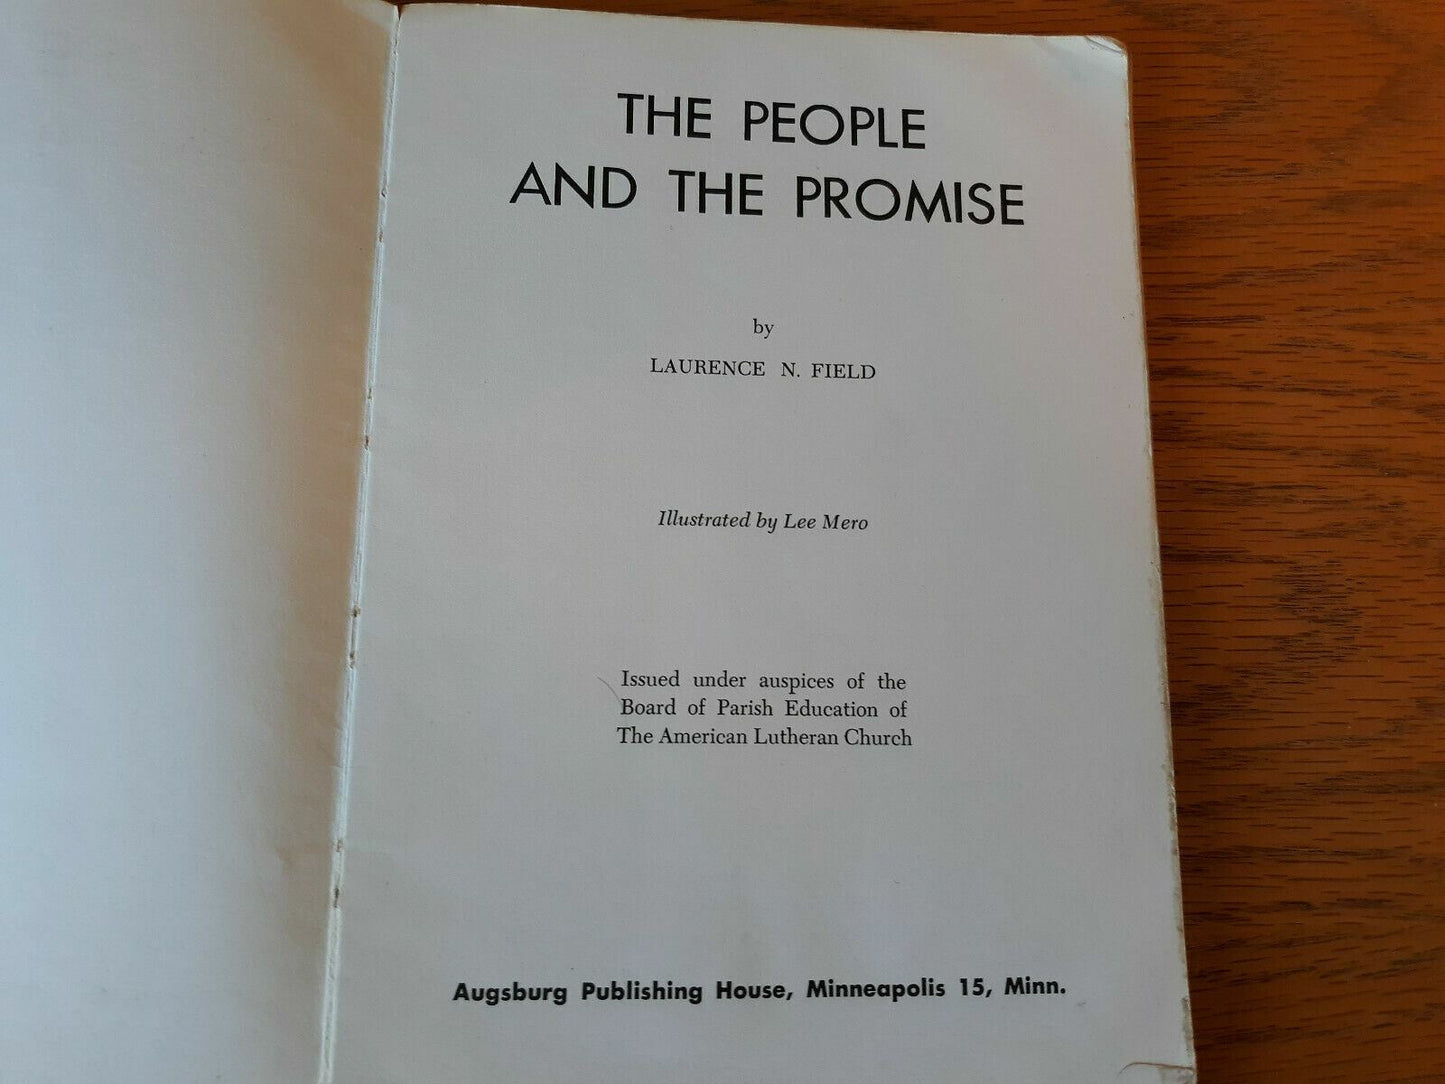 THE PEOPLE
AND THE PROMISE
by
LAURENCE N. FIELD
Illustrated by Lee Mero
Issued under auspices of the
Board of Parish Education of
The American Lutheran Church
Augsburg Publishing House, Minneapolis 15, Minn.